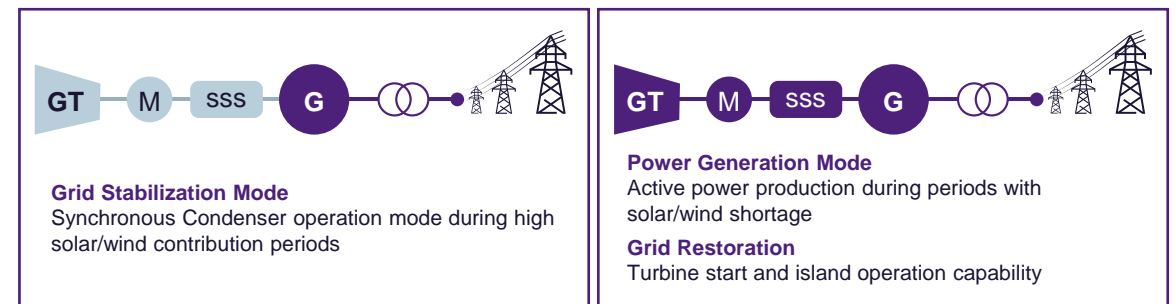 GT M SSS G
Grid Stabilization Mode
Synchronous Condenser operation mode during high
solar/wind contribution periods
GT M SSS G
Power Generation Mode
Active power production during periods with
solar/wind shortage
Grid Restoration
Turbine start and island operation capability